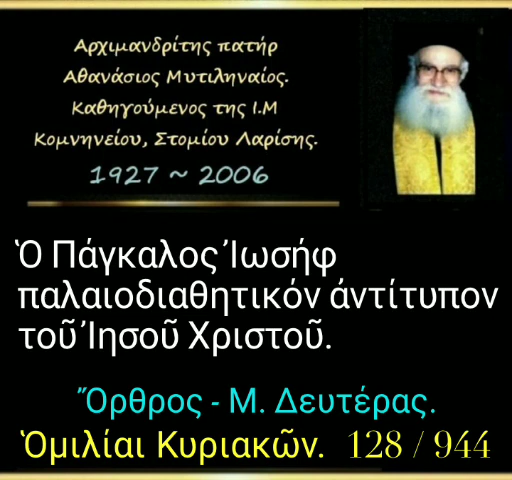 Αρχιμανδρίτης πατήρ
Αθανάσιος Μυτιληναίος.
Καθηγούμενος της Ι.Μ
Κομνηνείου, Στομίου Λαρίσης.
1927 ~ 2006
Ὁ Πάγκαλος Ἰωσήφ
παλαιοδιαθητικόν ἀντίτυπον
τοῦ Ἰησοῦ Χριστοῦ.
Ὄρθρος - Μ. Δευτέρας.
Ὁμιλίαι Κυριακῶν. 128 / 944